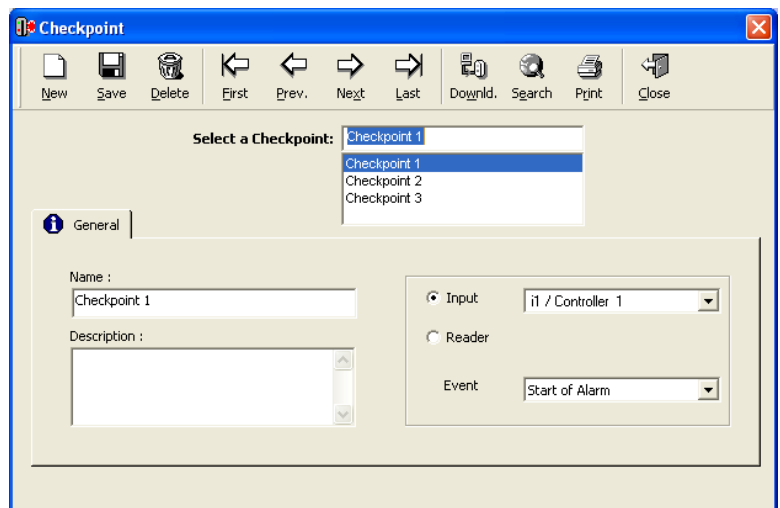 Checkpoint
New Save Delete First Prev. Next Last Downld. Search Print Close
Select a Checkpoint: Checkpoint 1
Checkpoint 1
Checkpoint 2
Checkpoint 3
General
Name :
Checkpoint 1
Description :
Input i1 / Controller 1
Reader
Event Start of Alarm